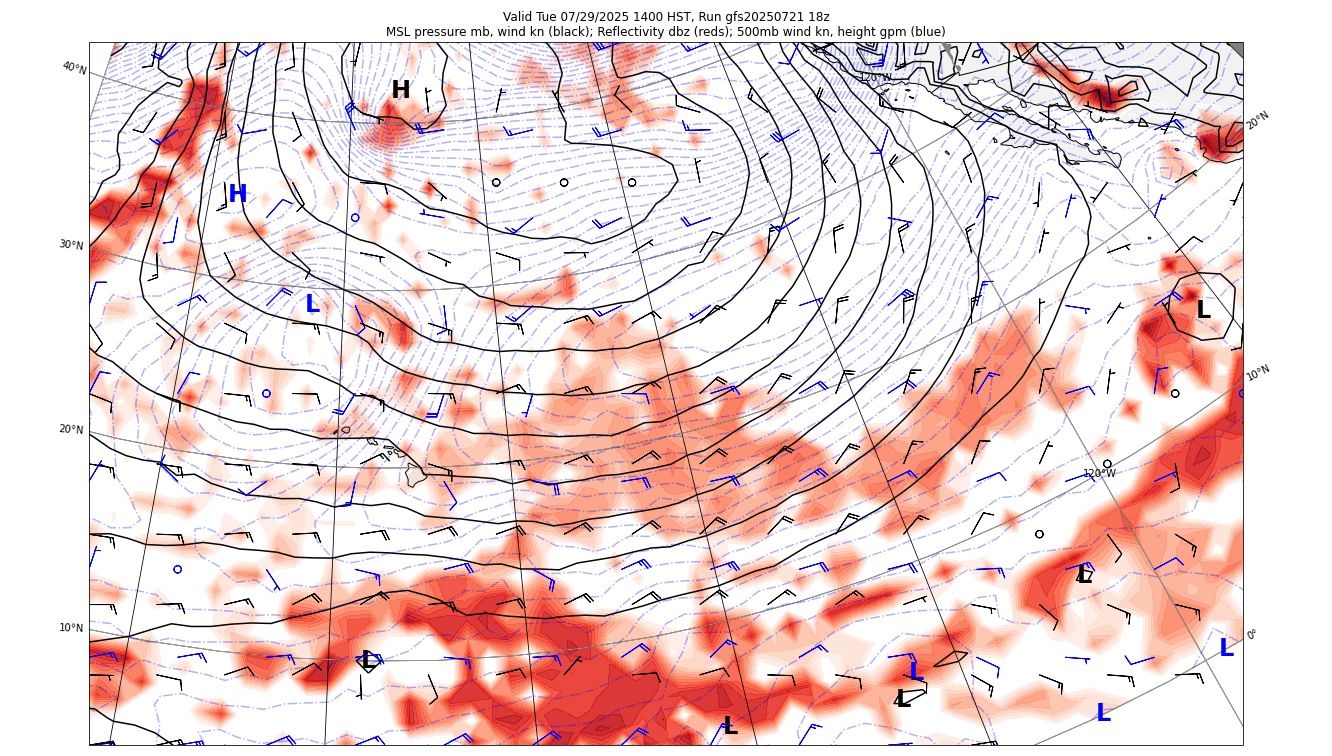 Valid Tue 07/29/2025 1400 HST, Run gfs20250721 18z
MSL pressure mb, wind kn (black); Reflectivity dbz (reds); 500mb wind kn, height gpm (blue)
40°N
120°W
H
20°N
H
30°N
L
L
10°N
20°N
120°W
L
10°N
0°
L
L
L
L
L
L